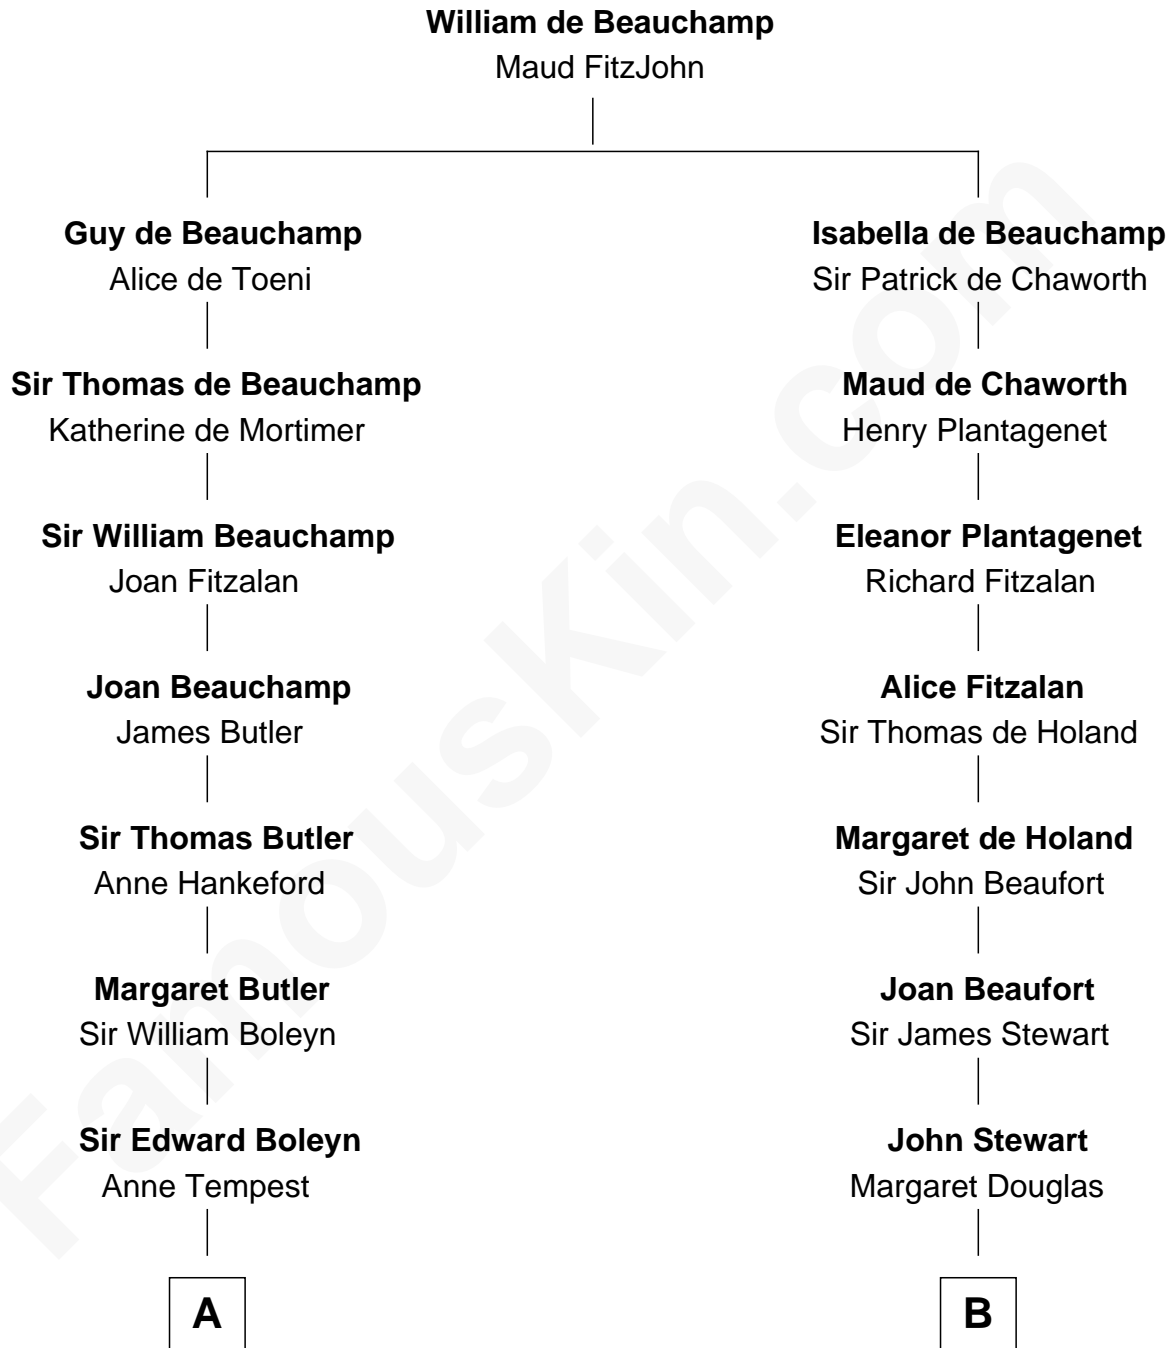 William de Beauchamp
Maud FitzJohn
Guy de Beauchamp
Alice de Toeni
Isabella de Beauchamp
Sir Patrick de Chaworth
Sir Thomas de Beauchamp
Katherine de Mortimer
Maud de Chaworth
Henry Plantagenet
Sir William Beauchamp
Joan Fitzalan
Eleanor Plantagenet
Richard Fitzalan
Joan Beauchamp
James Butler
Alice Fitzalan
Sir Thomas de Holand
Sir Thomas Butler
Anne Hankeford
Margaret de Holand
Sir John Beaufort
Margaret Butler
Sir William Boleyn
Joan Beaufort
Sir James Stewart
Sir Edward Boleyn
Anne Tempest
John Stewart
Margaret Douglas
A
B
FamousKin.com